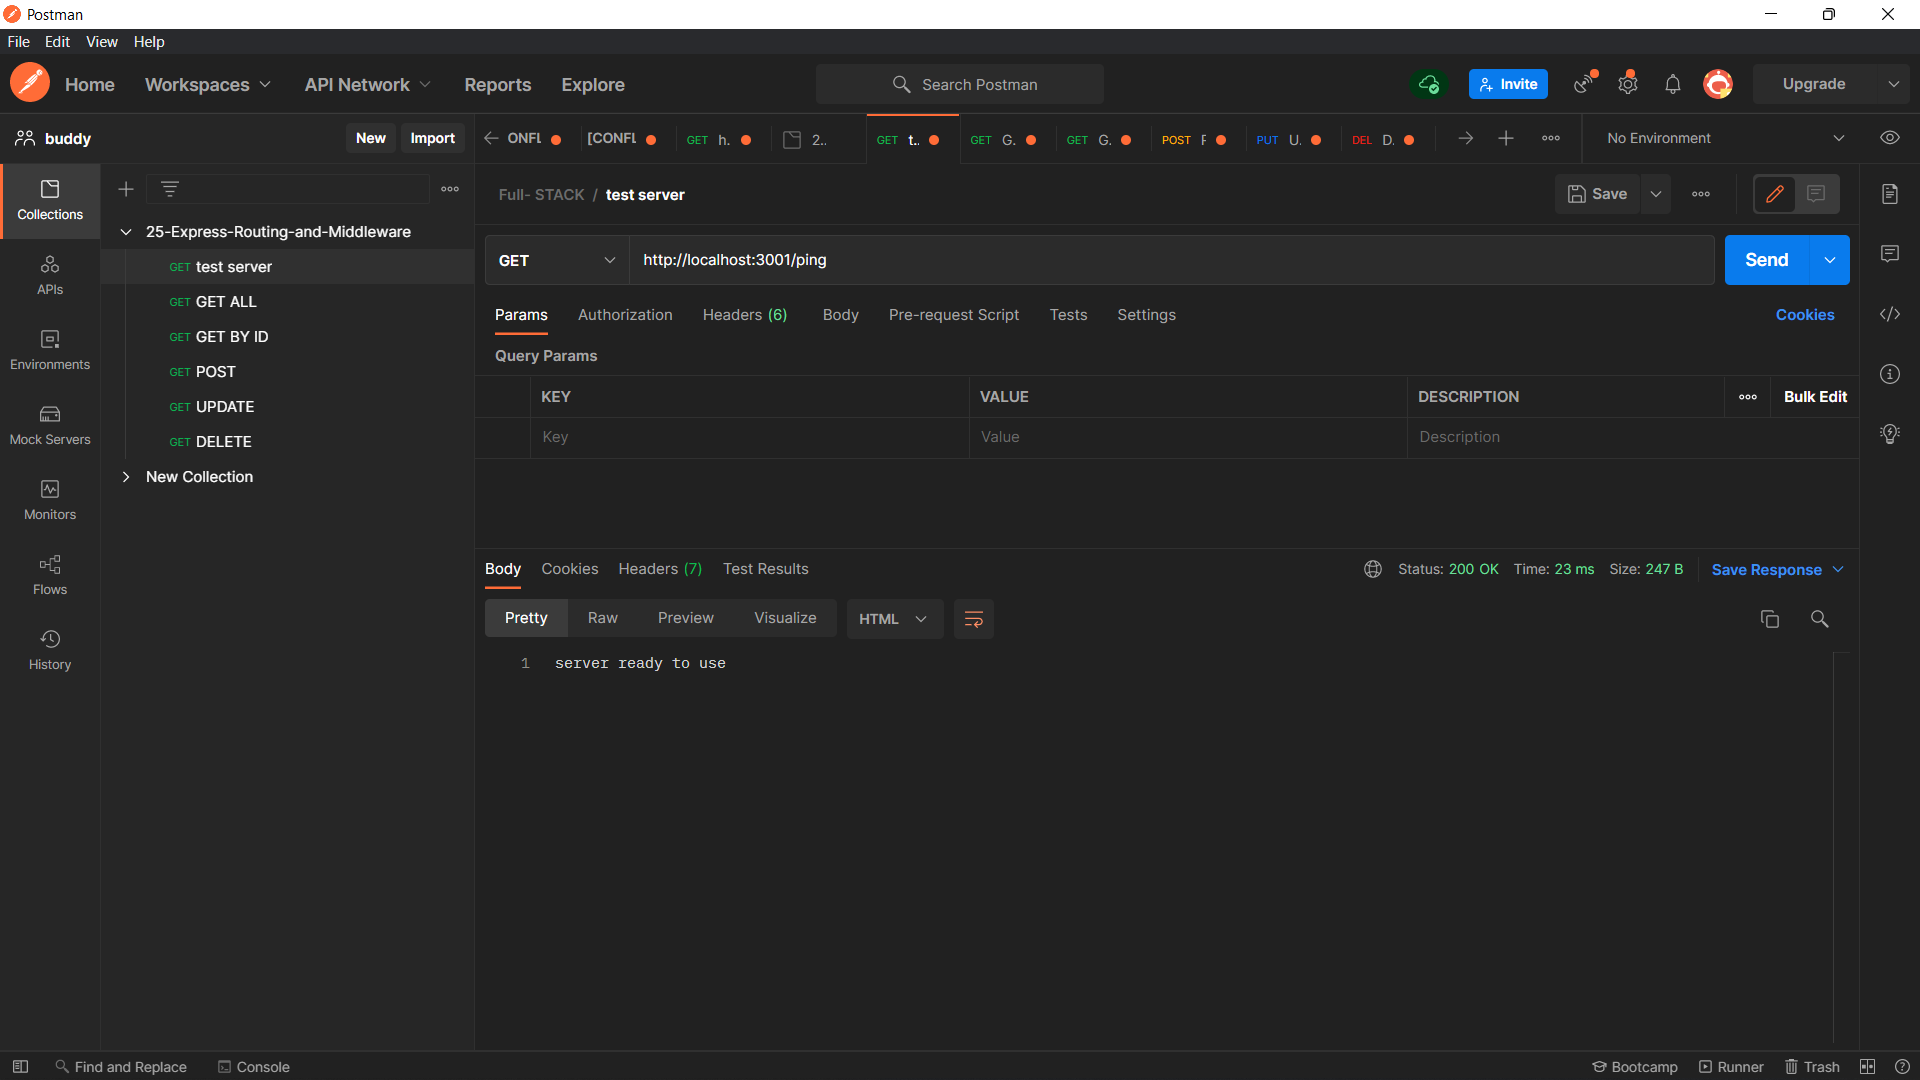 Postman
File Edit View Help
Home Workspaces API Network Reports Explore Search Postman Invite Upgrade
buddy New Import ONFL [CONFL GET h. 2.. GET t.. GET G. GET G. POST F PUT U. DEL D. No Environment
Collections
APIs
Environments
Mock Servers
Monitors
Flows
History
25-Express-Routing-and-Middleware
GET test server
GET GET ALL
GET GET BY ID
GET POST
GET UPDATE
GET DELETE
New Collection
Full- STACK / test server Save
GET http://localhost:3001/ping Send
Params Authorization Headers (6) Body Pre-request Script Tests Settings Cookies
Query Params
KEY VALUE DESCRIPTION Bulk Edit
Key Value Description
Body Cookies Headers (7) Test Results Status: 200 OK Time: 23 ms Size: 247 B Save Response
Pretty Raw Preview Visualize HTML
1 server ready to use
Find and Replace Console Bootcamp Runner Trash